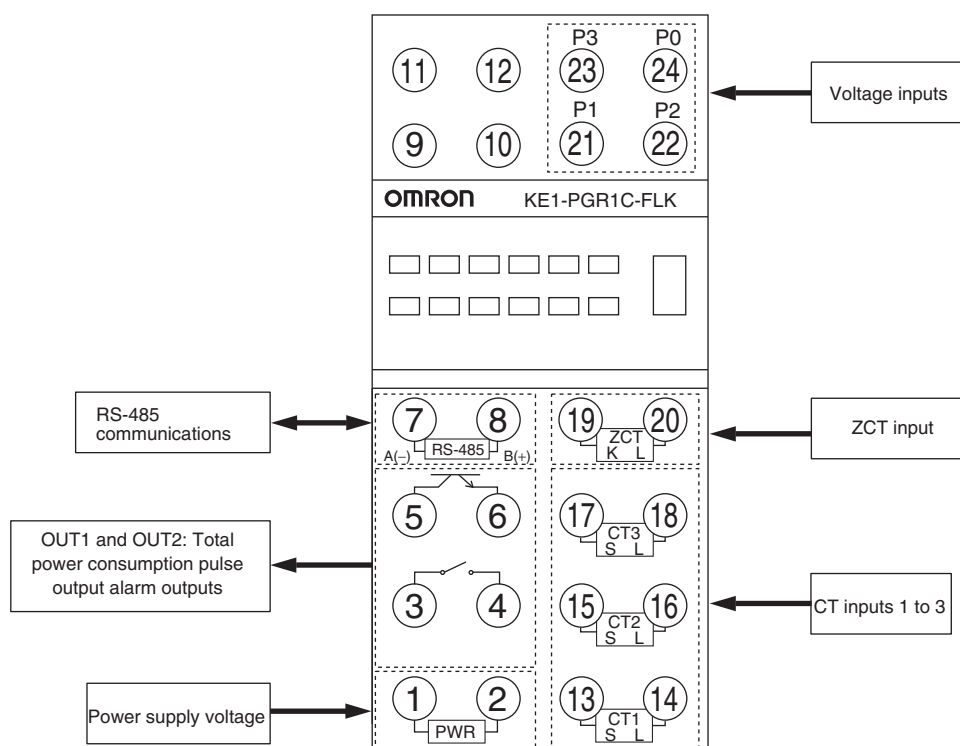 P3 P0
11 12 23 24
Voltage inputs
P1 P2
9 10 21 22
OMRON KE1-PGR1C-FLK
RS-485
communications
7 8
A(−) RS-485 B(+)
19 20
ZCT
K L
ZCT input
5 6
17 18
CT3
S L
OUT1 and OUT2: Total
power consumption pulse
output alarm outputs
3 4
15 16
CT2
S L
CT inputs 1 to 3
Power supply voltage
1 2
PWR
13 14
CT1
S L